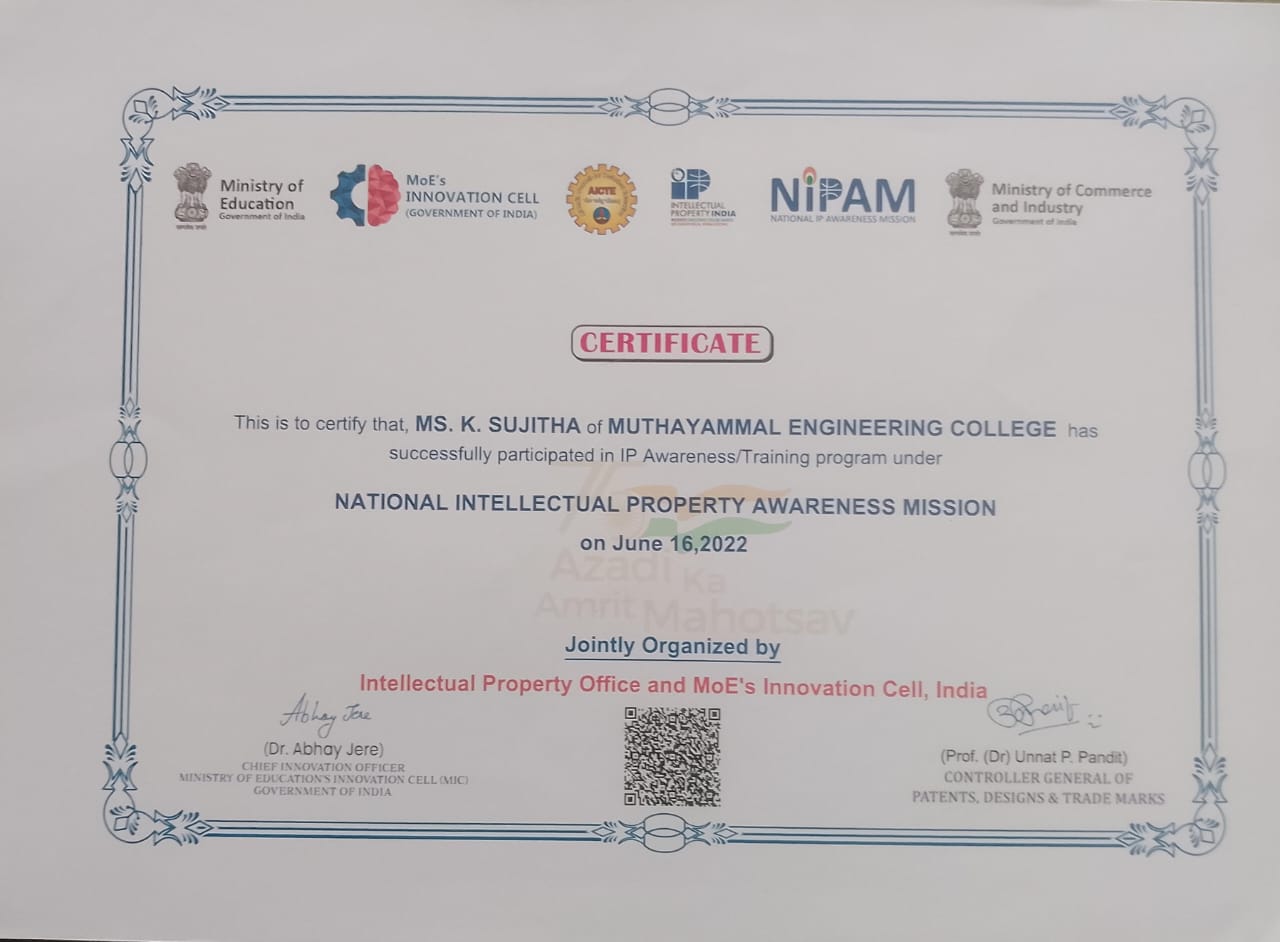 Ministry of
Education
Government of India
MoE's
INNOVATION CELL
(GOVERNMENT OF INDIA)
AICTE
IP
INTELLECTUAL
PROPERTY INDIA
NIPAM
NATIONAL IP AWARENESS MISSION
Ministry of Commerce
and Industry
Government of India
CERTIFICATE
This is to certify that, MS. K. SUJITHA of MUTHAYAMMAL ENGINEERING COLLEGE has
successfully participated in IP Awareness/Training program under
NATIONAL INTELLECTUAL PROPERTY AWARENESS MISSION
on June 16,2022
Azadi Ka
Amrit Mahotsav
Jointly Organized by
Intellectual Property Office and MoE's Innovation Cell, India
Abhay Jere
(Dr. Abhay Jere)
CHIEF INNOVATION OFFICER
MINISTRY OF EDUCATION'S INNOVATION CELL (MIC)
GOVERNMENT OF INDIA
(Prof. (Dr) Unnat P. Pandit)
CONTROLLER GENERAL OF
PATENTS, DESIGNS & TRADE MARKS